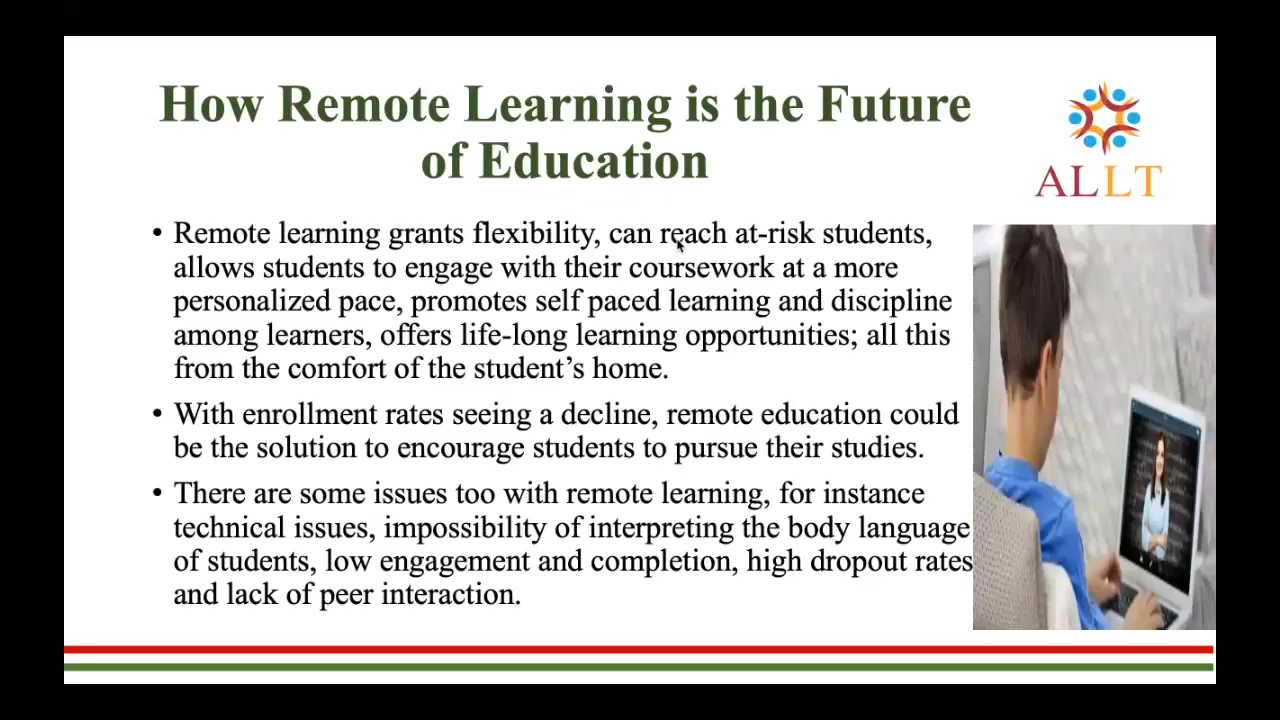 How Remote Learning is the Future
of Education
ALLT
• Remote learning grants flexibility, can reach at-risk students,
allows students to engage with their coursework at a more
personalized pace, promotes self paced learning and discipline
among learners, offers life-long learning opportunities; all this
from the comfort of the student’s home.
• With enrollment rates seeing a decline, remote education could
be the solution to encourage students to pursue their studies.
• There are some issues too with remote learning, for instance
technical issues, impossibility of interpreting the body language
of students, low engagement and completion, high dropout rates
and lack of peer interaction.